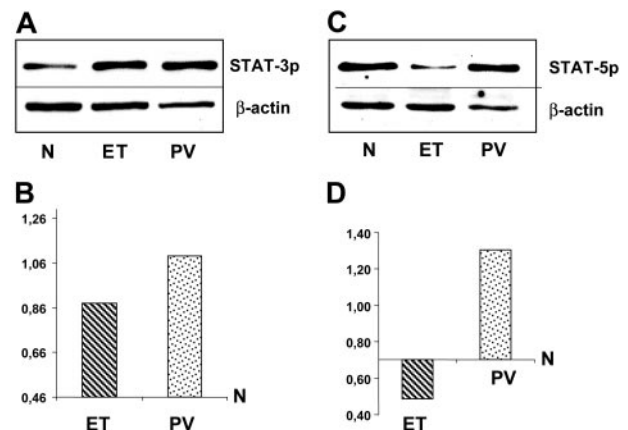 A
STAT-3p
β-actin
N ET PV
C
STAT-5p
β-actin
N ET PV
B
1,26
1,06
0,86
0,66
0,46
N
ET PV
D
1,40
1,20
1,00
0,80
N
0,60
PV
0,40
ET